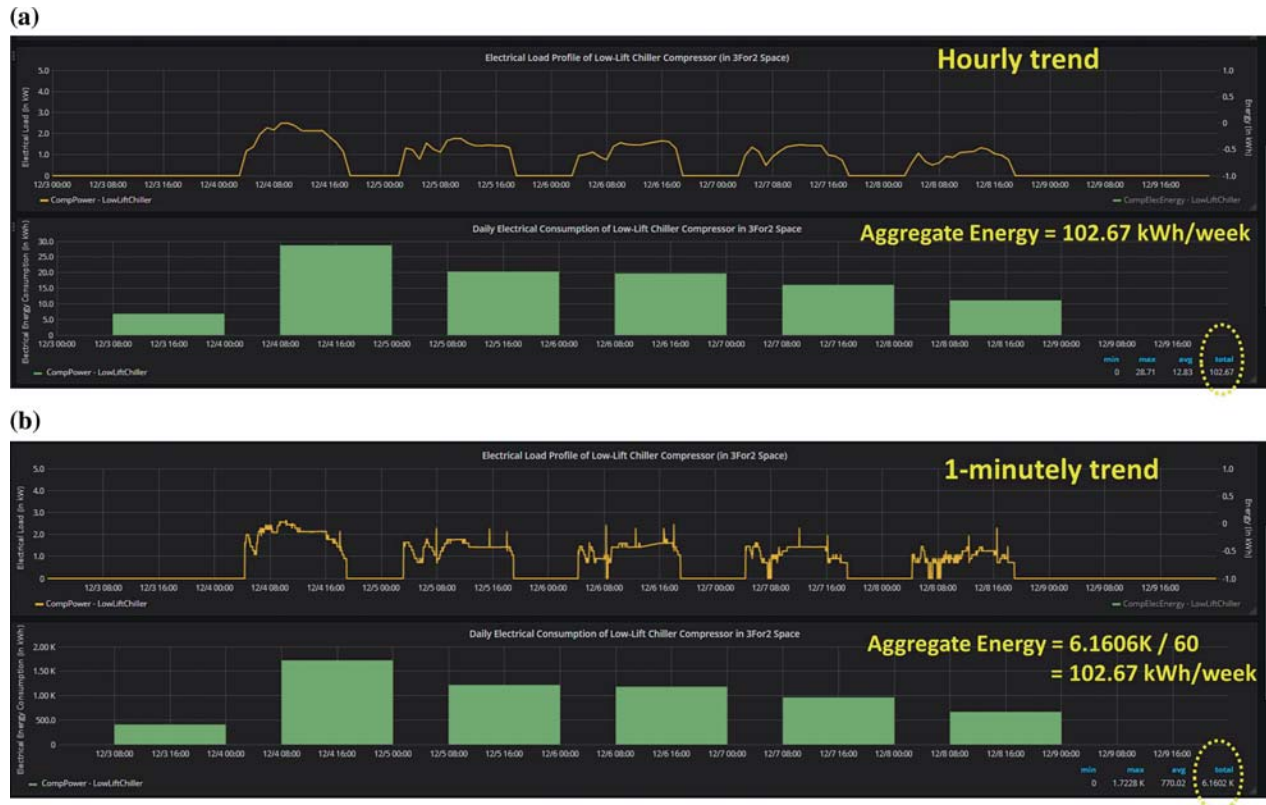 (a)
Electrical Load Profile of Low-Lift Chiller Compressor (in 3For2 Space)
Hourly trend
Electrical Load (in kW)
5.0
4.0
3.0
2.0
1.0
0
1.0
0.5
0
-0.5
-1.0
Energy (in kWh)
12/3 00:00 12/3 08:00 12/3 16:00 12/4 00:00 12/4 08:00 12/4 16:00 12/5 00:00 12/5 08:00 12/5 16:00 12/6 00:00 12/6 08:00 12/6 16:00 12/7 00:00 12/7 08:00 12/7 16:00 12/8 00:00 12/8 08:00 12/8 16:00 12/9 00:00 12/9 08:00 12/9 16:00
CompPower - LowLiftChiller
CompElecEnergy - LowLiftChiller
Daily Electrical Consumption of Low-Lift Chiller Compressor in 3For2 Space
Aggregate Energy = 102.67 kWh/week
Electrical Energy Consumption (in kWh)
30.0
25.0
20.0
15.0
10.0
5.0
0
12/3 00:00 12/3 08:00 12/3 16:00 12/4 00:00 12/4 08:00 12/4 16:00 12/5 00:00 12/5 08:00 12/5 16:00 12/6 00:00 12/6 08:00 12/6 16:00 12/7 00:00 12/7 08:00 12/7 16:00 12/8 00:00 12/8 08:00 12/8 16:00 12/9 00:00 12/9 08:00 12/9 16:00
min max avg total
CompPower - LowLiftChiller
0 28.71 12.83 102.67
(b)
Electrical Load Profile of Low-Lift Chiller Compressor (in 3For2 Space)
1-minutely trend
Electrical Load (in kW)
5.0
4.0
3.0
2.0
1.0
0
1.0
0.5
0
-0.5
-1.0
Energy (in kWh)
12/3 08:00 12/3 16:00 12/4 00:00 12/4 08:00 12/4 16:00 12/5 00:00 12/5 08:00 12/5 16:00 12/6 00:00 12/6 08:00 12/6 16:00 12/7 00:00 12/7 08:00 12/7 16:00 12/8 00:00 12/8 08:00 12/8 16:00 12/9 00:00 12/9 08:00 12/9 16:00
CompPower - LowLiftChiller
CompElecEnergy - LowLiftChiller
Daily Electrical Consumption of Low-Lift Chiller Compressor in 3For2 Space
Aggregate Energy = 6.1606K / 60
= 102.67 kWh/week
Electrical Energy Consumption (in kWh)
2.00 K
1.50 K
1.00 K
500.0
0
12/3 08:00 12/3 16:00 12/4 00:00 12/4 08:00 12/4 16:00 12/5 00:00 12/5 08:00 12/5 16:00 12/6 00:00 12/6 08:00 12/6 16:00 12/7 00:00 12/7 08:00 12/7 16:00 12/8 00:00 12/8 08:00 12/8 16:00 12/9 00:00 12/9 08:00 12/9 16:00
min max avg total
CompPower - LowLiftChiller
0 1.7228 K 770.02 6.1602 K